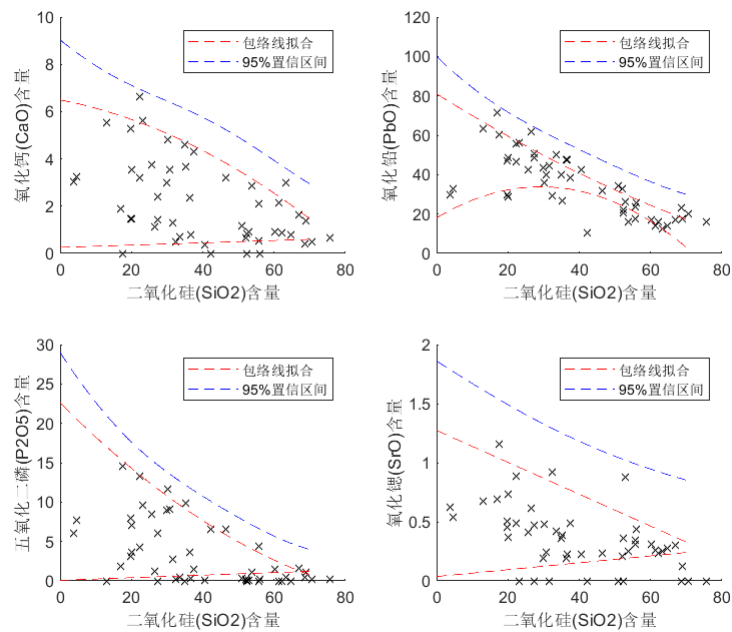 10
8
6
4
2
0
0
20
40
60
80
氧化钙(CaO)含量
二氧化硅(SiO2)含量
包络线拟合
95%置信区间
120
100
80
60
40
20
0
0
20
40
60
80
氧化铅(PbO)含量
二氧化硅(SiO2)含量
包络线拟合
95%置信区间
30
25
20
15
10
5
0
0
20
40
60
80
五氧化二磷(P2O5)含量
二氧化硅(SiO2)含量
包络线拟合
95%置信区间
2
1.5
1
0.5
0
0
20
40
60
80
氧化锶(SrO)含量
二氧化硅(SiO2)含量
包络线拟合
95%置信区间